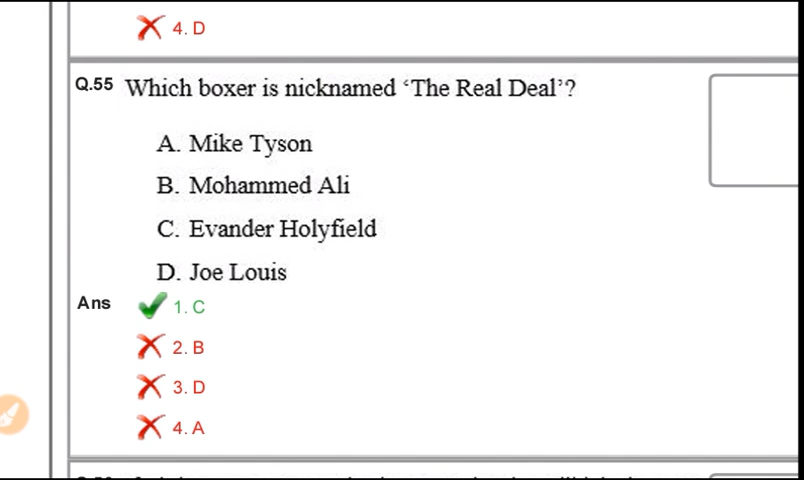 4. D
Q.55 Which boxer is nicknamed ‘The Real Deal’?
A. Mike Tyson
B. Mohammed Ali
C. Evander Holyfield
D. Joe Louis
Ans 1. C
2. B
3. D
4. A